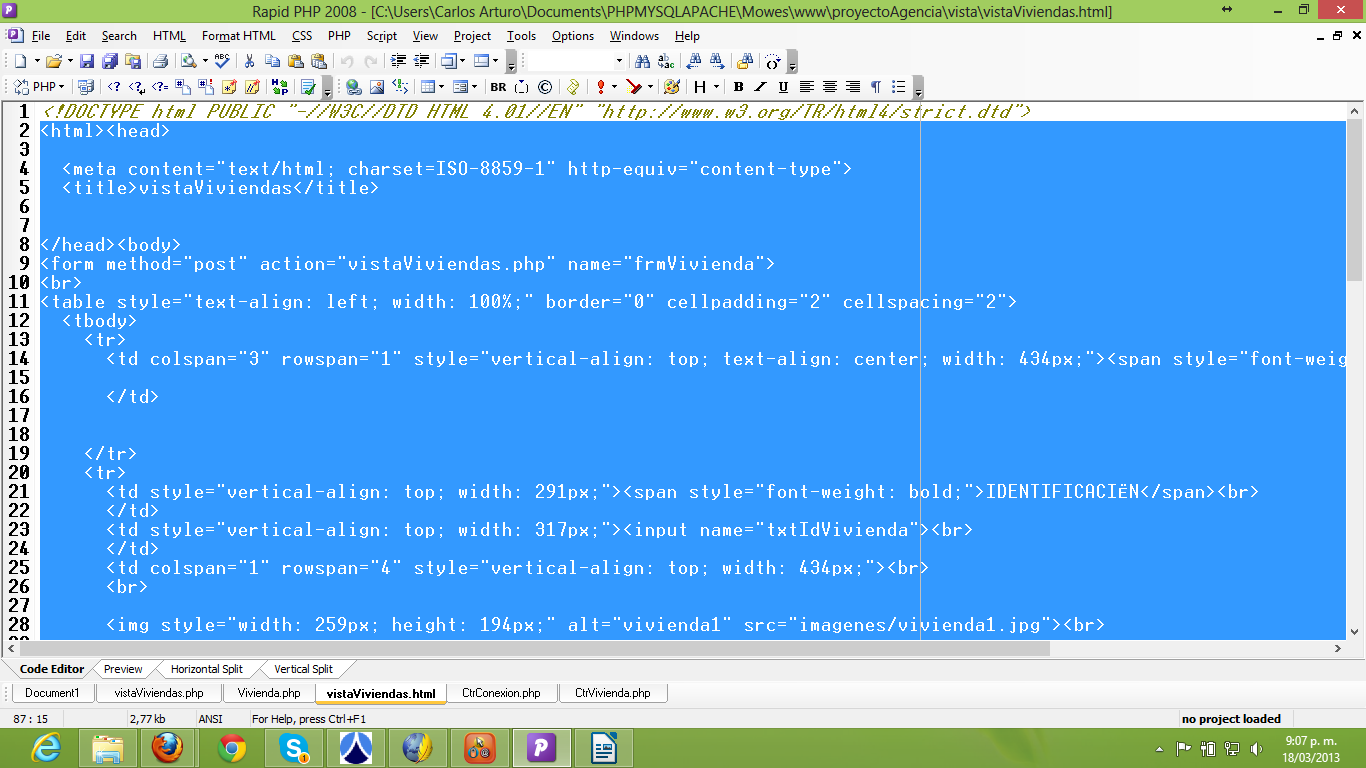 Rapid PHP 2008 - [C:\Users\Carlos Arturo\Documents\PHPMYSQLAPACHE\Mowes\www\proyectoAgencia\vista\vistaViviendas.html]
File Edit Search HTML Format HTML CSS PHP Script View Project Tools Options Windows Help
PHP BR H B I U
1 <!DOCTYPE html PUBLIC "-//W3C//DTD HTML 4.01//EN" "http://www.w3.org/TR/html4/strict.dtd">
2 <html><head>
3
4 <meta content="text/html; charset=ISO-8859-1" http-equiv="content-type">
5 <title>vistaViviendas</title>
6
7
8 </head><body>
9 <form method="post" action="vistaViviendas.php" name="frmVivienda">
10 <br>
11 <table style="text-align: left; width: 100%;" border="0" cellpadding="2" cellspacing="2">
12 <tbody>
13 <tr>
14 <td colspan="3" rowspan="1" style="vertical-align: top; text-align: center; width: 434px;"><span style="font-weig
15
16 </td>
17
18
19 </tr>
20 <tr>
21 <td style="vertical-align: top; width: 291px;"><span style="font-weight: bold;">IDENTIFICACIËN</span><br>
22 </td>
23 <td style="vertical-align: top; width: 317px;"><input name="txtIdVivienda"><br>
24 </td>
25 <td colspan="1" rowspan="4" style="vertical-align: top; width: 434px;"><br>
26 <br>
27
28 <img style="width: 259px; height: 194px;" alt="vivienda1" src="imagenes/vivienda1.jpg"><br>
Code Editor Preview Horizontal Split Vertical Split
Document1 vistaViviendas.php Vivienda.php vistaViviendas.html CtrConexion.php CtrVivienda.php
87 : 15 2,77 kb ANSI For Help, press Ctrl+F1 no project loaded
9:07 p. m.
18/03/2013